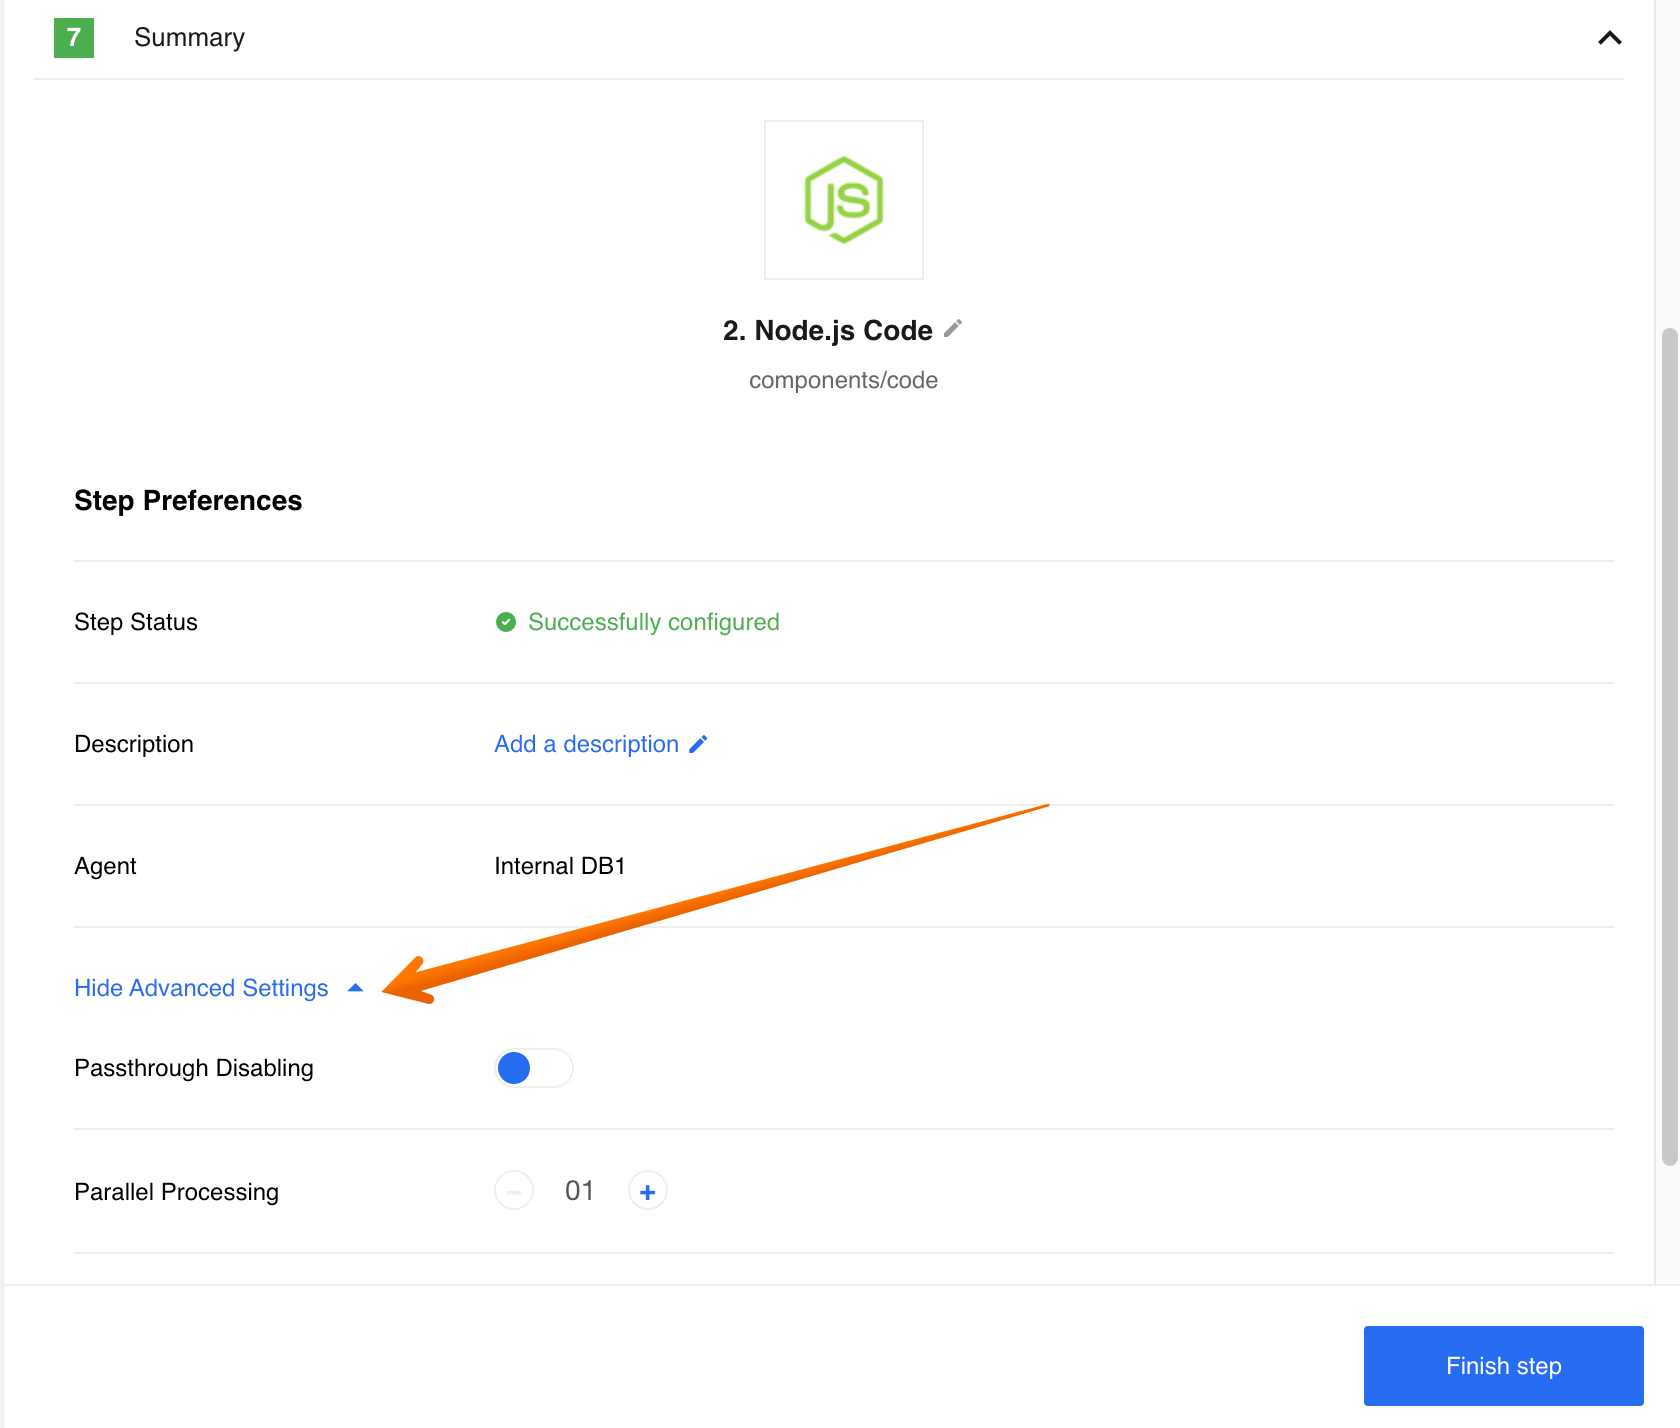 7 Summary
JS
2. Node.js Code
components/code
Step Preferences
Step Status Successfully configured
Description Add a description
Agent Internal DB1
Hide Advanced Settings
Passthrough Disabling
Parallel Processing 01
Finish step